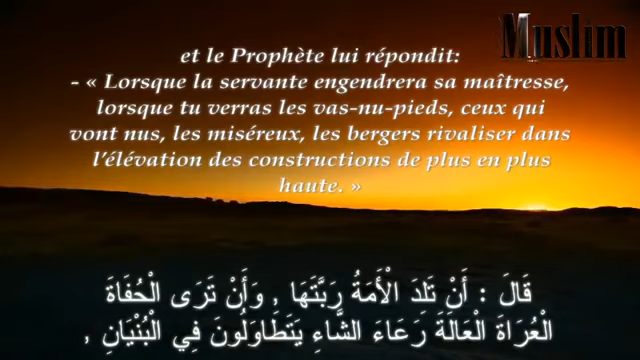 Muslim
et le Prophète lui répondit:
- « Lorsque la servante engendrera sa maîtresse,
lorsque tu verras les vas-nu-pieds, ceux qui
vont nus, les miséreux, les bergers rivaliser dans
l’élévation des constructions de plus en plus
haute. »
قَالَ : أَنْ تَلِدَ الْأَمَةُ رَبَّتَهَا , وَأَنْ تَرَى الْحُفَاةَ
الْعُرَاةَ الْعَالَةَ رَعَاءَ الشَّاءِ يَتَطَاوَلُونَ فِي الْبُنْيَانِ ,